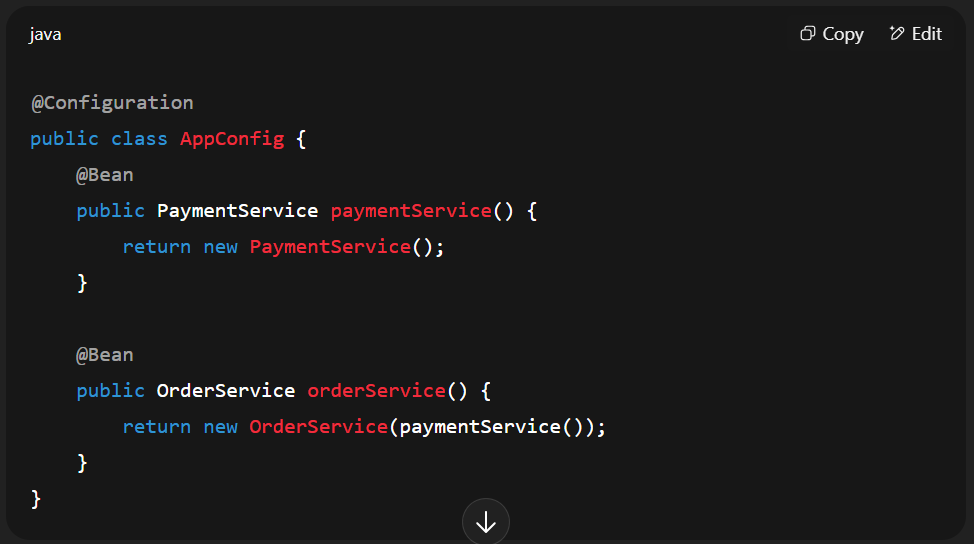 java
Copy
Edit
@Configuration
public class AppConfig {
    @Bean
    public PaymentService paymentService() {
        return new PaymentService();
    }
    @Bean
    public OrderService orderService() {
        return new OrderService(paymentService());
    }
}